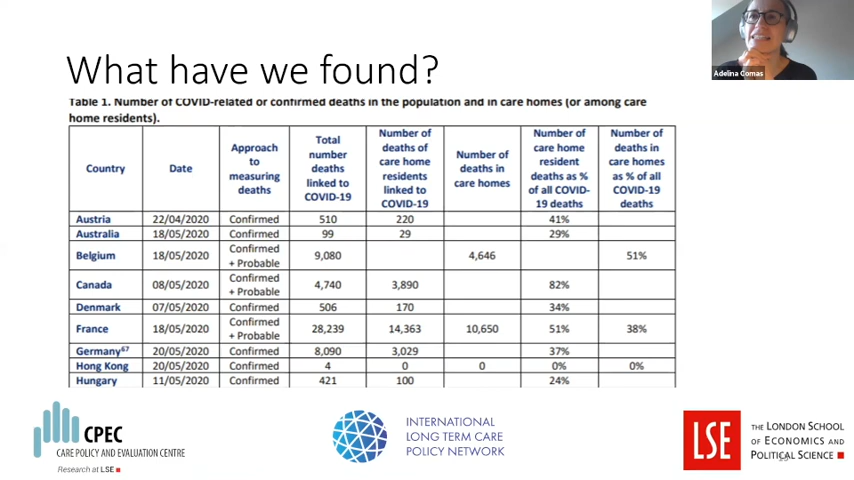 What have we found?
Adelina Comas
Table 1. Number of COVID-related or confirmed deaths in the population and in care homes (or among care
home residents).
Country Date Approach to measuring deaths Total number deaths linked to COVID-19 Number of deaths of care home residents linked to COVID-19 Number of deaths in care homes Number of care home resident deaths as % of all COVID-19 deaths Number of deaths in care homes as % of all COVID-19 deaths
Austria 22/04/2020 Confirmed 510 220 41%
Australia 18/05/2020 Confirmed 99 29 29%
Belgium 18/05/2020 Confirmed + Probable 9,080 4,646 51%
Canada 08/05/2020 Confirmed + Probable 4,740 3,890 82%
Denmark 07/05/2020 Confirmed 506 170 34%
France 18/05/2020 Confirmed + Probable 28,239 14,363 10,650 51% 38%
Germany67 20/05/2020 Confirmed 8,090 3,029 37%
Hong Kong 20/05/2020 Confirmed 4 0 0 0% 0%
Hungary 11/05/2020 Confirmed 421 100 24%
CPEC
CARE POLICY AND EVALUATION CENTRE
Research at LSE
INTERNATIONAL
LONG TERM CARE
POLICY NETWORK
LSE
THE LONDON SCHOOL
OF ECONOMICS AND
POLITICAL SCIENCE